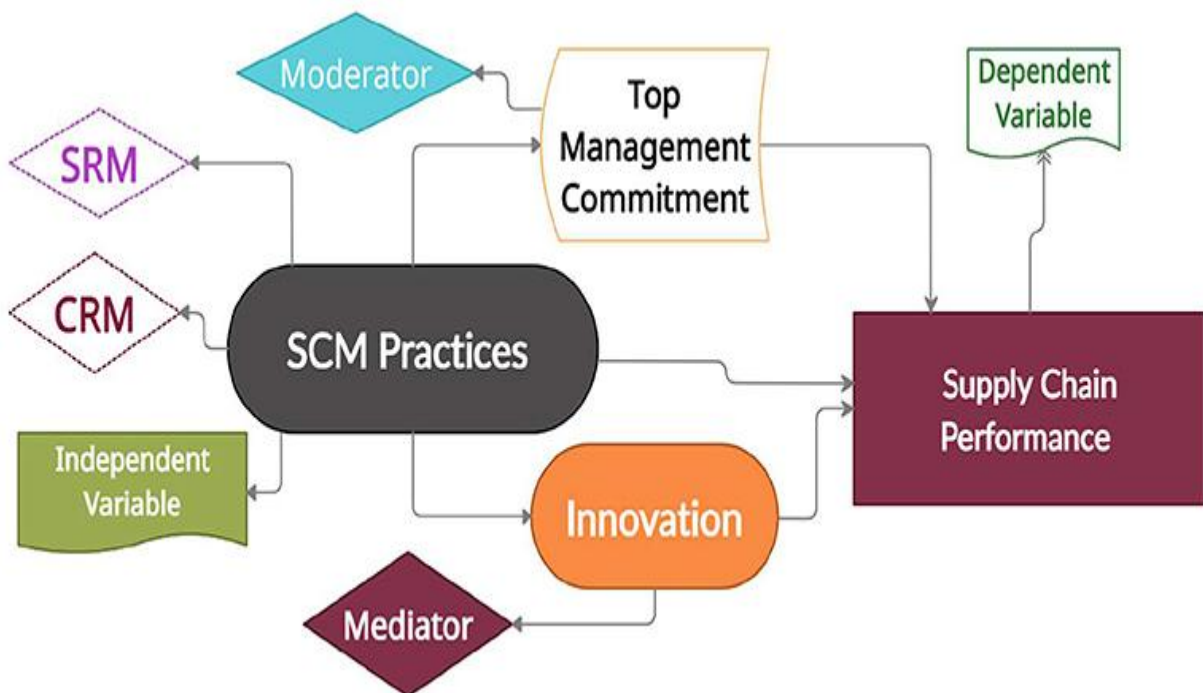 Moderator
Top
Management
Commitment
Dependent
Variable
SRM
CRM
SCM Practices
Supply Chain
Performance
Independent
Variable
Innovation
Mediator